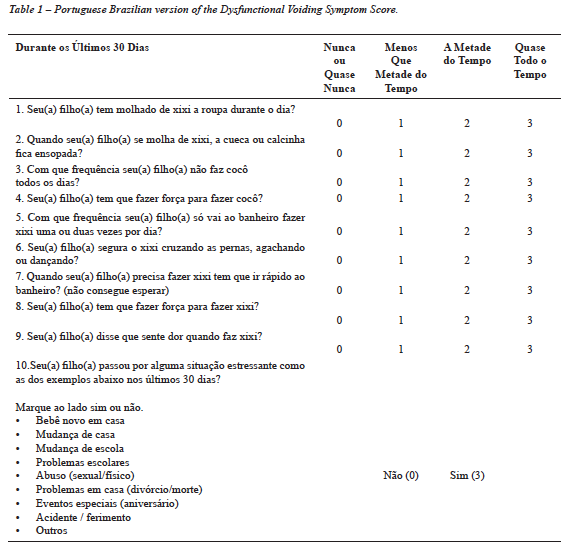 Table 1 – Portuguese Brazilian version of the Dysfunctional Voiding Symptom Score.
Durante os Últimos 30 Dias Nunca ou Quase Nunca Menos Que Metade do Tempo A Metade do Tempo Quase Todo o Tempo
1. Seu(a) filho(a) tem molhado de xixi a roupa durante o dia?
0 1 2 3
2. Quando seu(a) filho(a) se molha de xixi, a cueca ou calcinha
fica ensopada? 0 1 2 3
3. Com que frequência seu(a) filho(a) não faz cocô
todos os dias? 0 1 2 3
4. Seu(a) filho(a) tem que fazer força para fazer cocô? 0 1 2 3
5. Com que frequência seu(a) filho(a) só vai ao banheiro fazer
xixi uma ou duas vezes por dia? 0 1 2 3
6. Seu(a) filho(a) segura o xixi cruzando as pernas, agachando
ou dançando? 0 1 2 3
7. Quando seu(a) filho(a) precisa fazer xixi tem que ir rápido ao
banheiro? (não consegue esperar) 0 1 2 3
8. Seu(a) filho(a) tem que fazer força para fazer xixi?
0 1 2 3
9. Seu(a) filho(a) disse que sente dor quando faz xixi?
0 1 2 3
10.Seu(a) filho(a) passou por alguma situação estressante como
as dos exemplos abaixo nos últimos 30 dias?
Marque ao lado sim ou não.
• Bebê novo em casa
• Mudança de casa
• Mudança de escola
• Problemas escolares
• Abuso (sexual/físico) Não (0) Sim (3)
• Problemas em casa (divórcio/morte)
• Eventos especiais (aniversário)
• Acidente / ferimento
• Outros